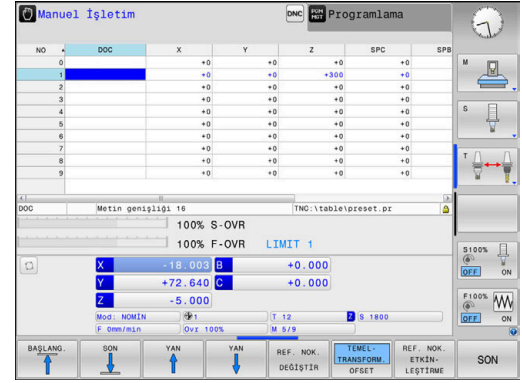 Manuel İşletim
DNC
PGM MGT
Programlama
NO DOC X Y Z SPC SPB
0 +0 +0 +0 +0
1 +0 +0 +300 +0
2 +0 +0 +0 +0
3 +0 +0 +0 +0
4 +0 +0 +0 +0
5 +0 +0 +0 +0
6 +0 +0 +0 +0
7 +0 +0 +0 +0
8 +0 +0 +0 +0
9 +0 +0 +0 +0
DOC Metin genişliği 16 TNC:\table\preset.pr
100% S-OVR
100% F-OVR LIMIT 1
X -18.003 B +0.000
Y +72.640 C +0.000
Z -5.000
Mod: NOMİN 1 T 12 Z S 1800
F 0mm/min Ovr 100% M 5/9
M
S
T
S100%
OFF ON
F100%
OFF ON
BAŞLANG.
SON
YAN
YAN
REF. NOK.
DEĞİŞTİR
TEMEL-
TRANSFORM.
OFSET
REF. NOK.
ETKİN-
LEŞTİRME
SON